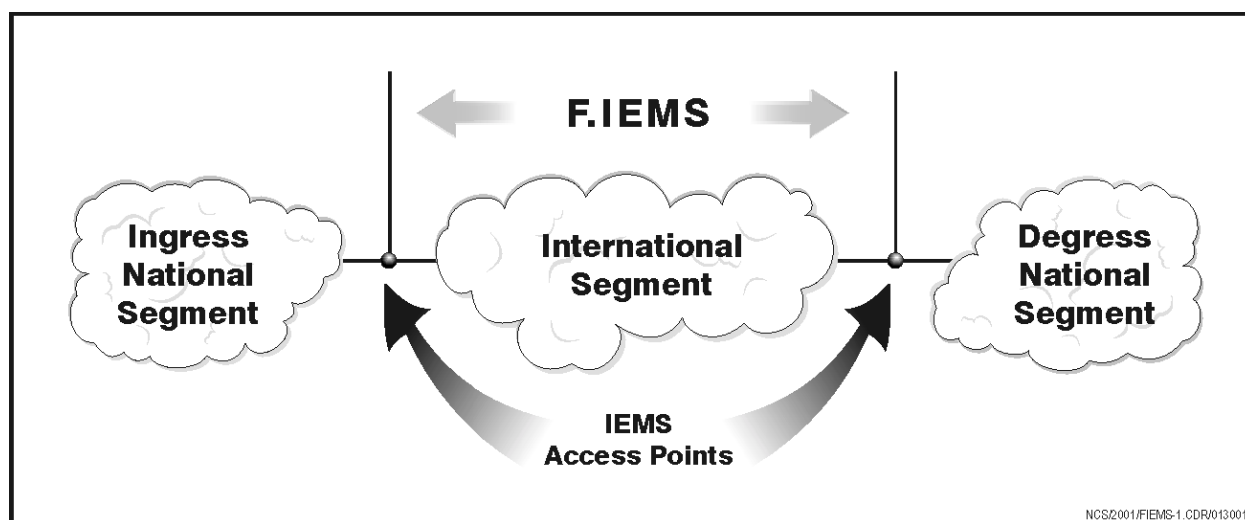 F.IEMS
Ingress
National
Segment
International
Segment
Degress
National
Segment
IEMS
Access Points
NCS/2001/FIEMS-1.CDR/013001